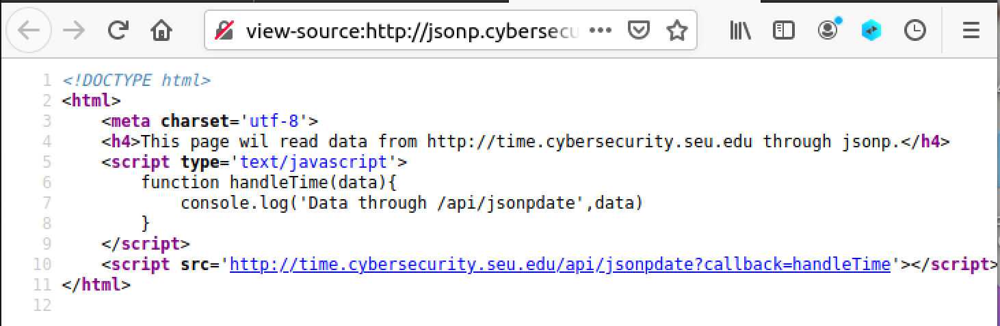 view-source:http://jsonp.cybersecu
1 <!DOCTYPE html>
2 <html>
3     <meta charset='utf-8'>
4     <h4>This page wil read data from http://time.cybersecurity.seu.edu through jsonp.</h4>
5     <script type='text/javascript'>
6         function handleTime(data){
7             console.log('Data through /api/jsonpdate',data)
8         }
9     </script>
10     <script src='http://time.cybersecurity.seu.edu/api/jsonpdate?callback=handleTime'></script>
11 </html>
12